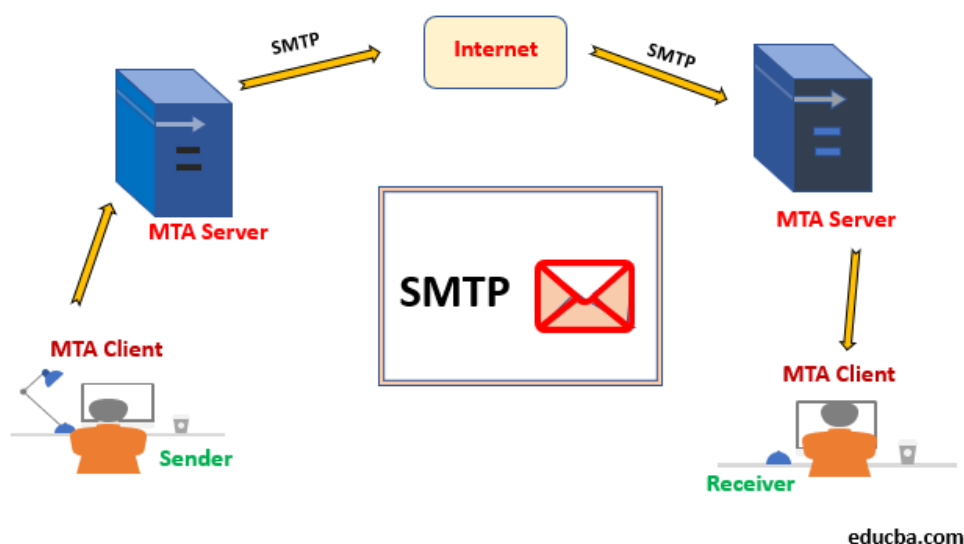 SMTP
Internet
SMTP
MTA Server
MTA Server
SMTP
MTA Client
MTA Client
Sender
Receiver
educba.com